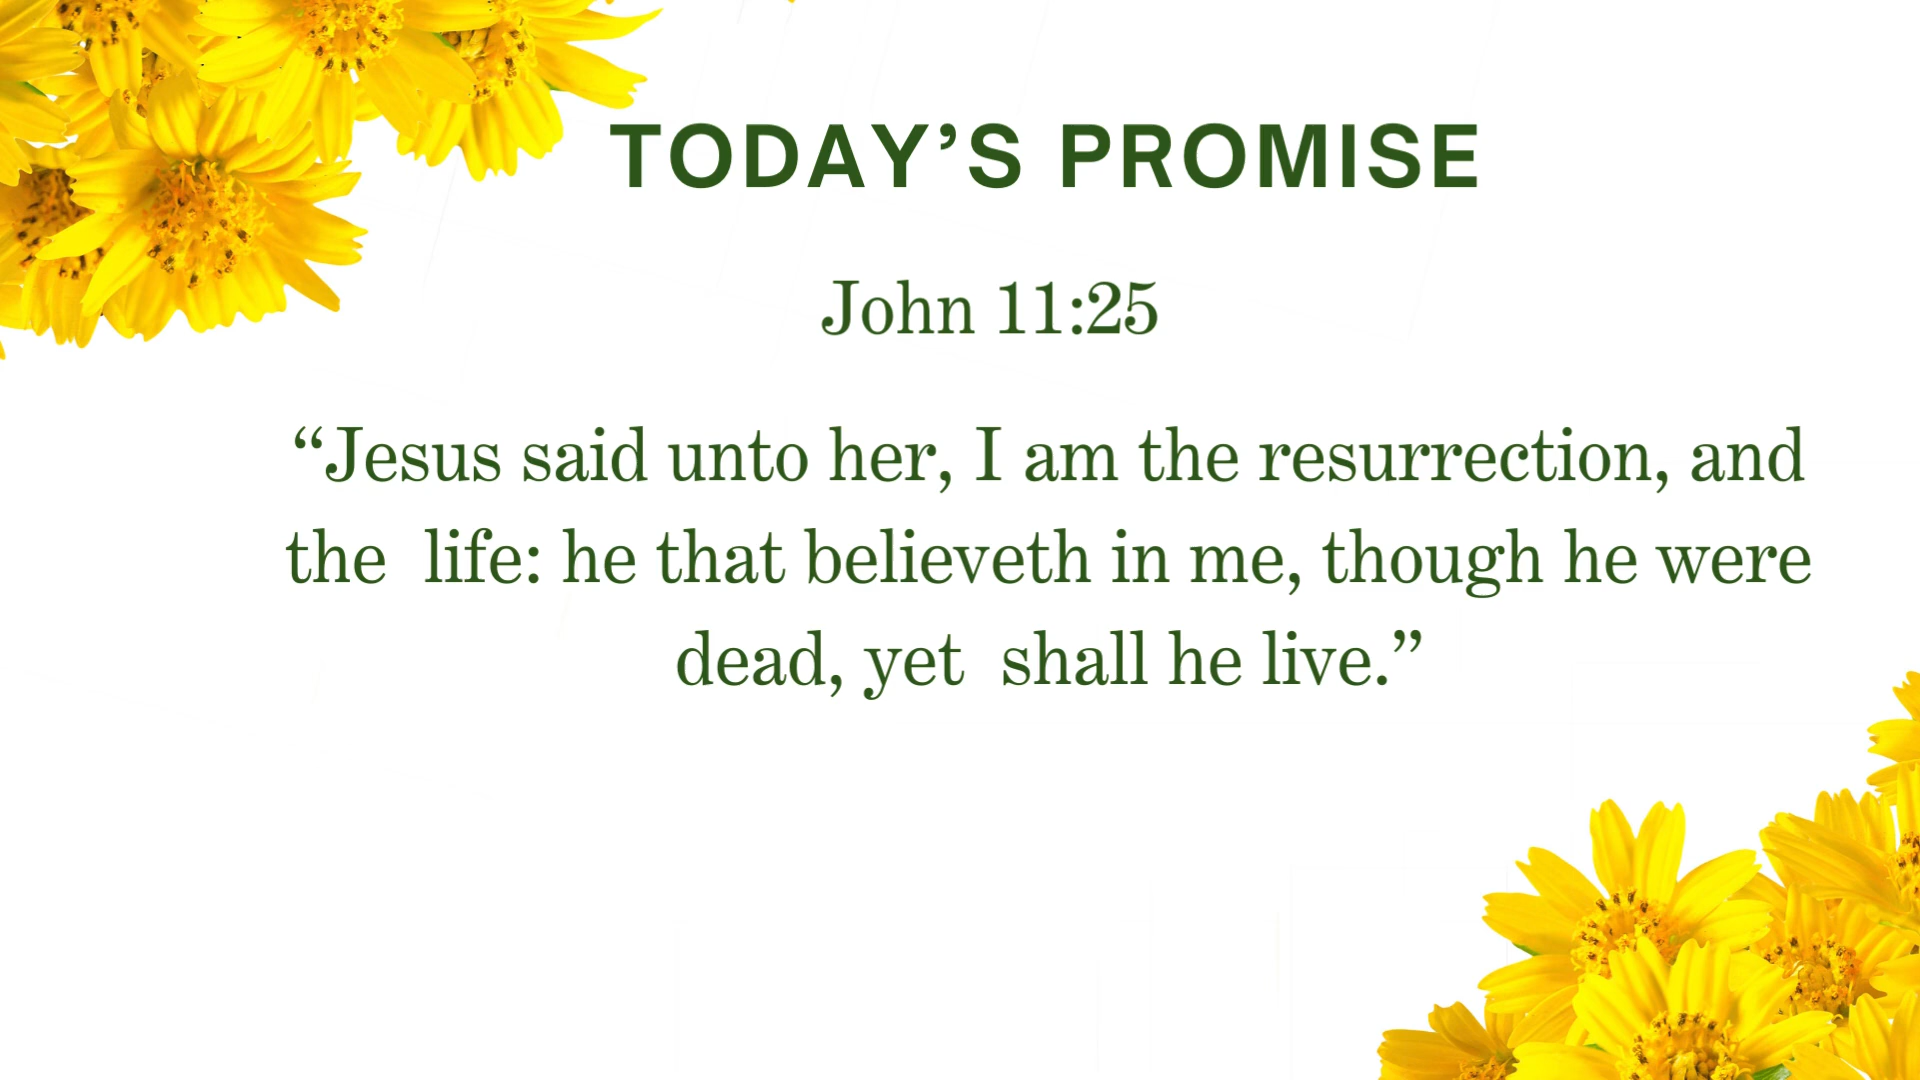 TODAY’S PROMISE
John 11:25
“Jesus said unto her, I am the resurrection, and
the  life: he that believeth in me, though he were
dead, yet  shall he live.”